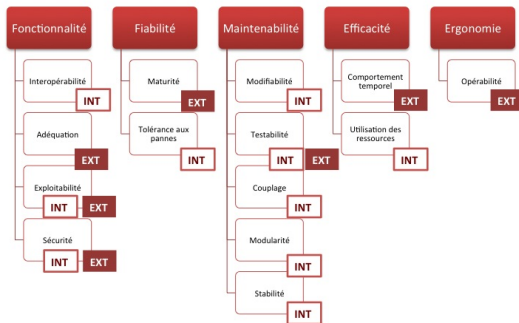 Fonctionnalité
Interopérabilité
INT
Adéquation
EXT
Exploitabilité
INT EXT
Sécurité
INT EXT
Fiabilité
Maturité
EXT
Tolérance aux
pannes
INT
Maintenabilité
Modifiabilité
INT
Testabilité
INT EXT
Couplage
INT
Modularité
INT
Stabilité
INT
Efficacité
Comportement
temporel
EXT
Utilisation des
ressources
INT
Ergonomie
Opérabilité
EXT